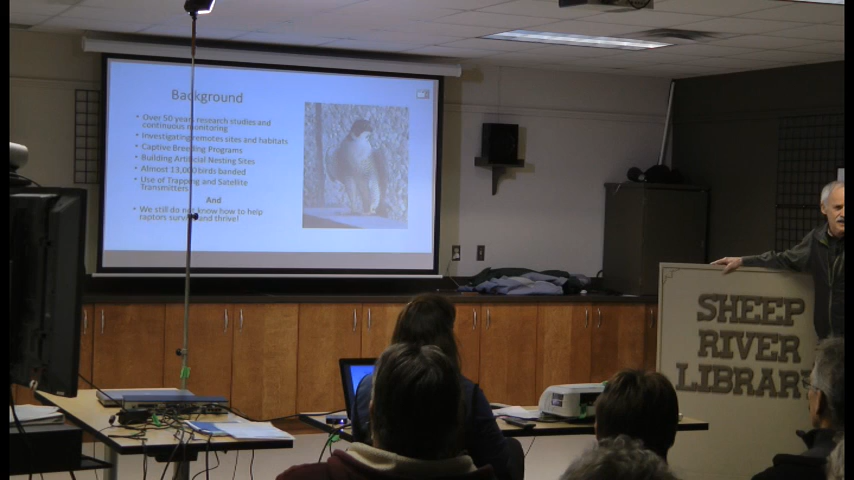 Background
• Over 50 years research studies and
continuous monitoring
• Investigating remotes sites and habitats
• Captive Breeding Programs
• Building Artificial Nesting Sites
• Almost 13,000 birds banded
• Use of Trapping and Satellite
Transmitters
And
• We still do not know how to help
raptors survive and thrive!
SHEEP
RIVER
LIBRARY